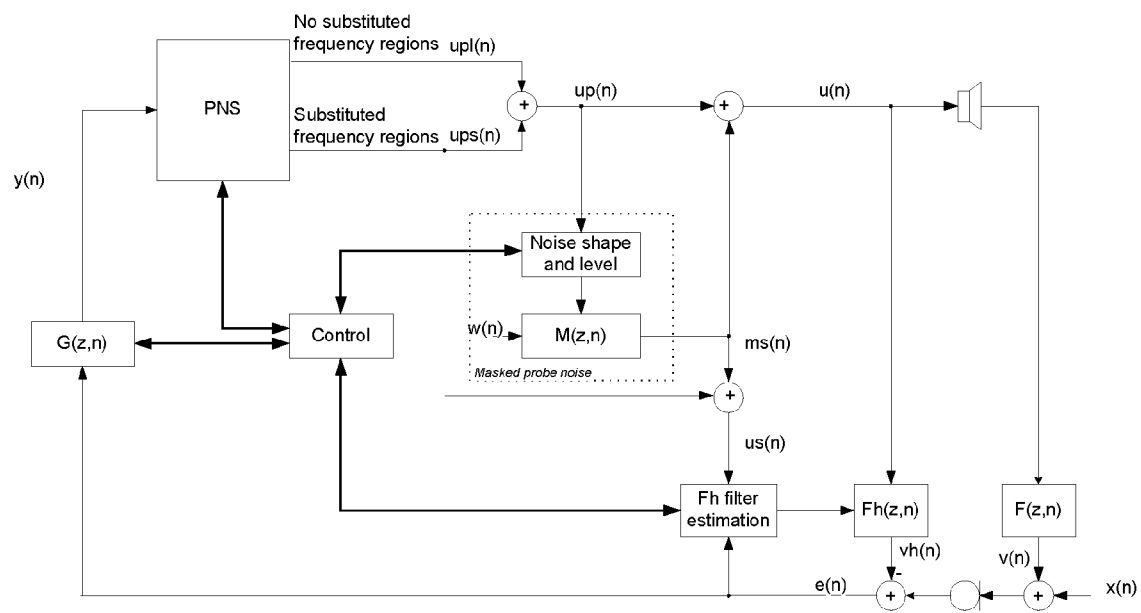 No substituted
frequency regions upl(n)
PNS
Substituted
frequency regions ups(n)
+
up(n)
+
u(n)
y(n)
Noise shape
and level
G(z,n)
Control
w(n)
M(z,n)
ms(n)
Masked probe noise
+
us(n)
Fh filter
estimation
Fh(z,n)
F(z,n)
vh(n)
v(n)
-
e(n)
+
+
x(n)